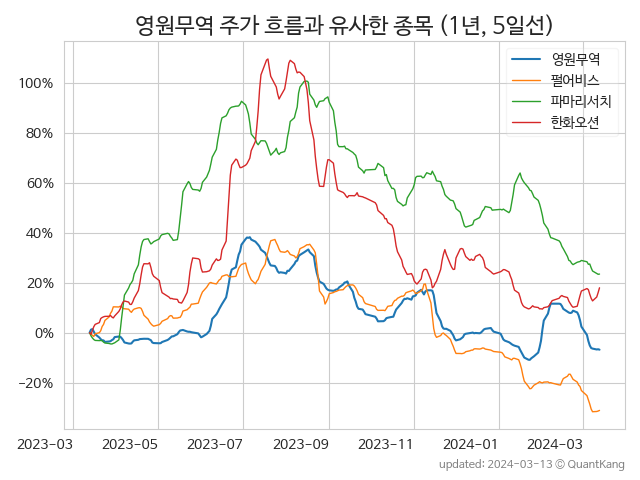 영원무역 주가 흐름과 유사한 종목 (1년, 5일선)
영원무역
펄어비스
파마리서치
한화오션
100%
80%
60%
40%
20%
0%
−20%
2023-03
2023-05
2023-07
2023-09
2023-11
2024-01
2024-03
updated: 2024-03-13 © QuantKang